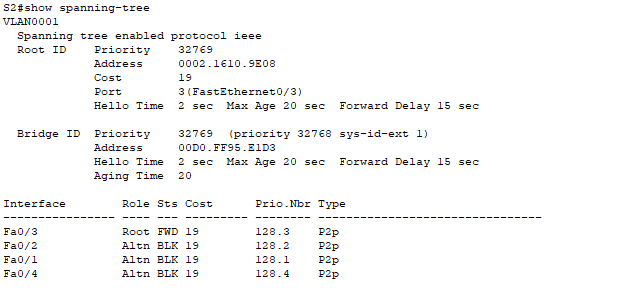 S2#show spanning-tree
VLAN0001
  Spanning tree enabled protocol ieee
  Root ID    Priority    32769
             Address     0002.1610.9E08
             Cost        19
             Port        3(FastEthernet0/3)
             Hello Time  2 sec  Max Age 20 sec  Forward Delay 15 sec

  Bridge ID  Priority    32769  (priority 32768 sys-id-ext 1)
             Address     00D0.FF95.E1D3
             Hello Time  2 sec  Max Age 20 sec  Forward Delay 15 sec
             Aging Time  20

Interface        Role Sts Cost      Prio.Nbr Type
---------------- ---- --- --------- -------- --------------------------------
Fa0/3            Root FWD 19        128.3    P2p
Fa0/2            Altn BLK 19        128.2    P2p
Fa0/1            Altn BLK 19        128.1    P2p
Fa0/4            Altn BLK 19        128.4    P2p